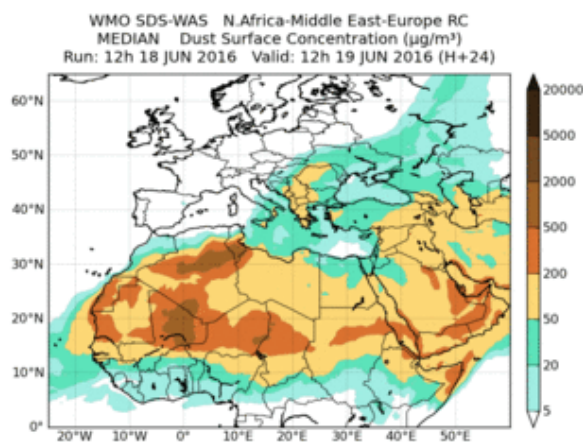 WMO SDS-WAS N.Africa-Middle East-Europe RC
MEDIAN Dust Surface Concentration (µg/m³)
Run: 12h 18 JUN 2016 Valid: 12h 19 JUN 2016 (H+24)
60°N
50°N
40°N
30°N
20°N
10°N
0°
20°W
10°W
0°
10°E
20°E
30°E
40°E
50°E
20000
5000
2000
500
200
50
20
5